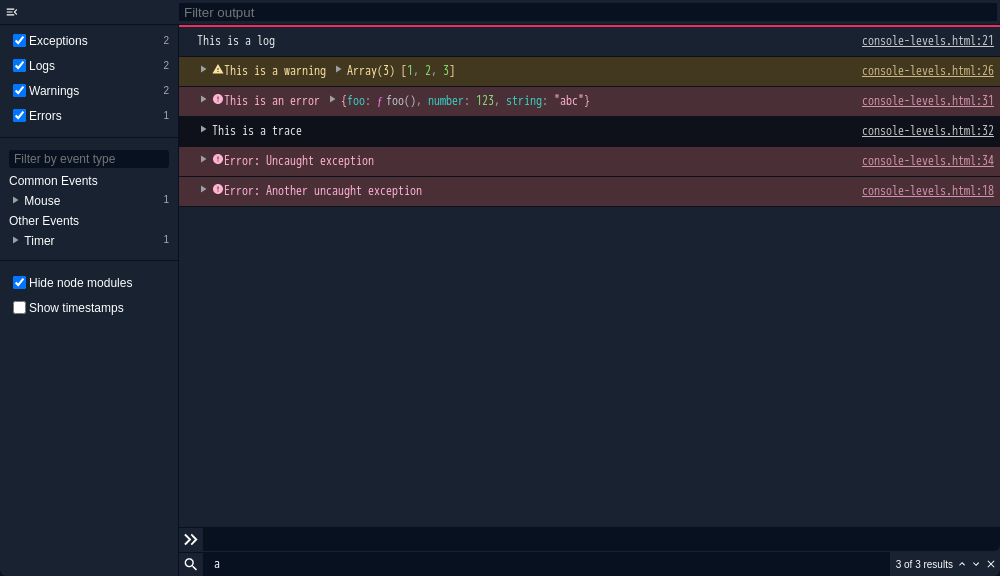 Filter output
Exceptions 2
Logs 2
Warnings 2
Errors 1
Filter by event type
Common Events
Mouse 1
Other Events
Timer 1
Hide node modules
Show timestamps
This is a log console-levels.html:21
This is a warning Array(3) [1, 2, 3] console-levels.html:26
This is an error {foo: ƒ foo(), number: 123, string: "abc"} console-levels.html:31
This is a trace console-levels.html:32
Error: Uncaught exception console-levels.html:34
Error: Another uncaught exception console-levels.html:18
a 3 of 3 results